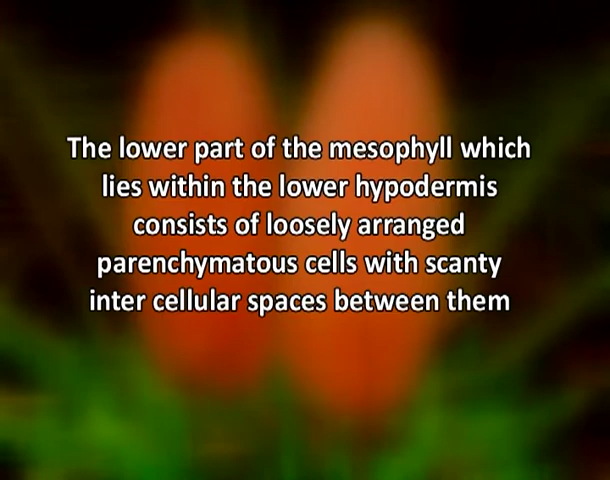 The lower part of the mesophyll which
lies within the lower hypodermis
consists of loosely arranged
parenchymatous cells with scanty
inter cellular spaces between them